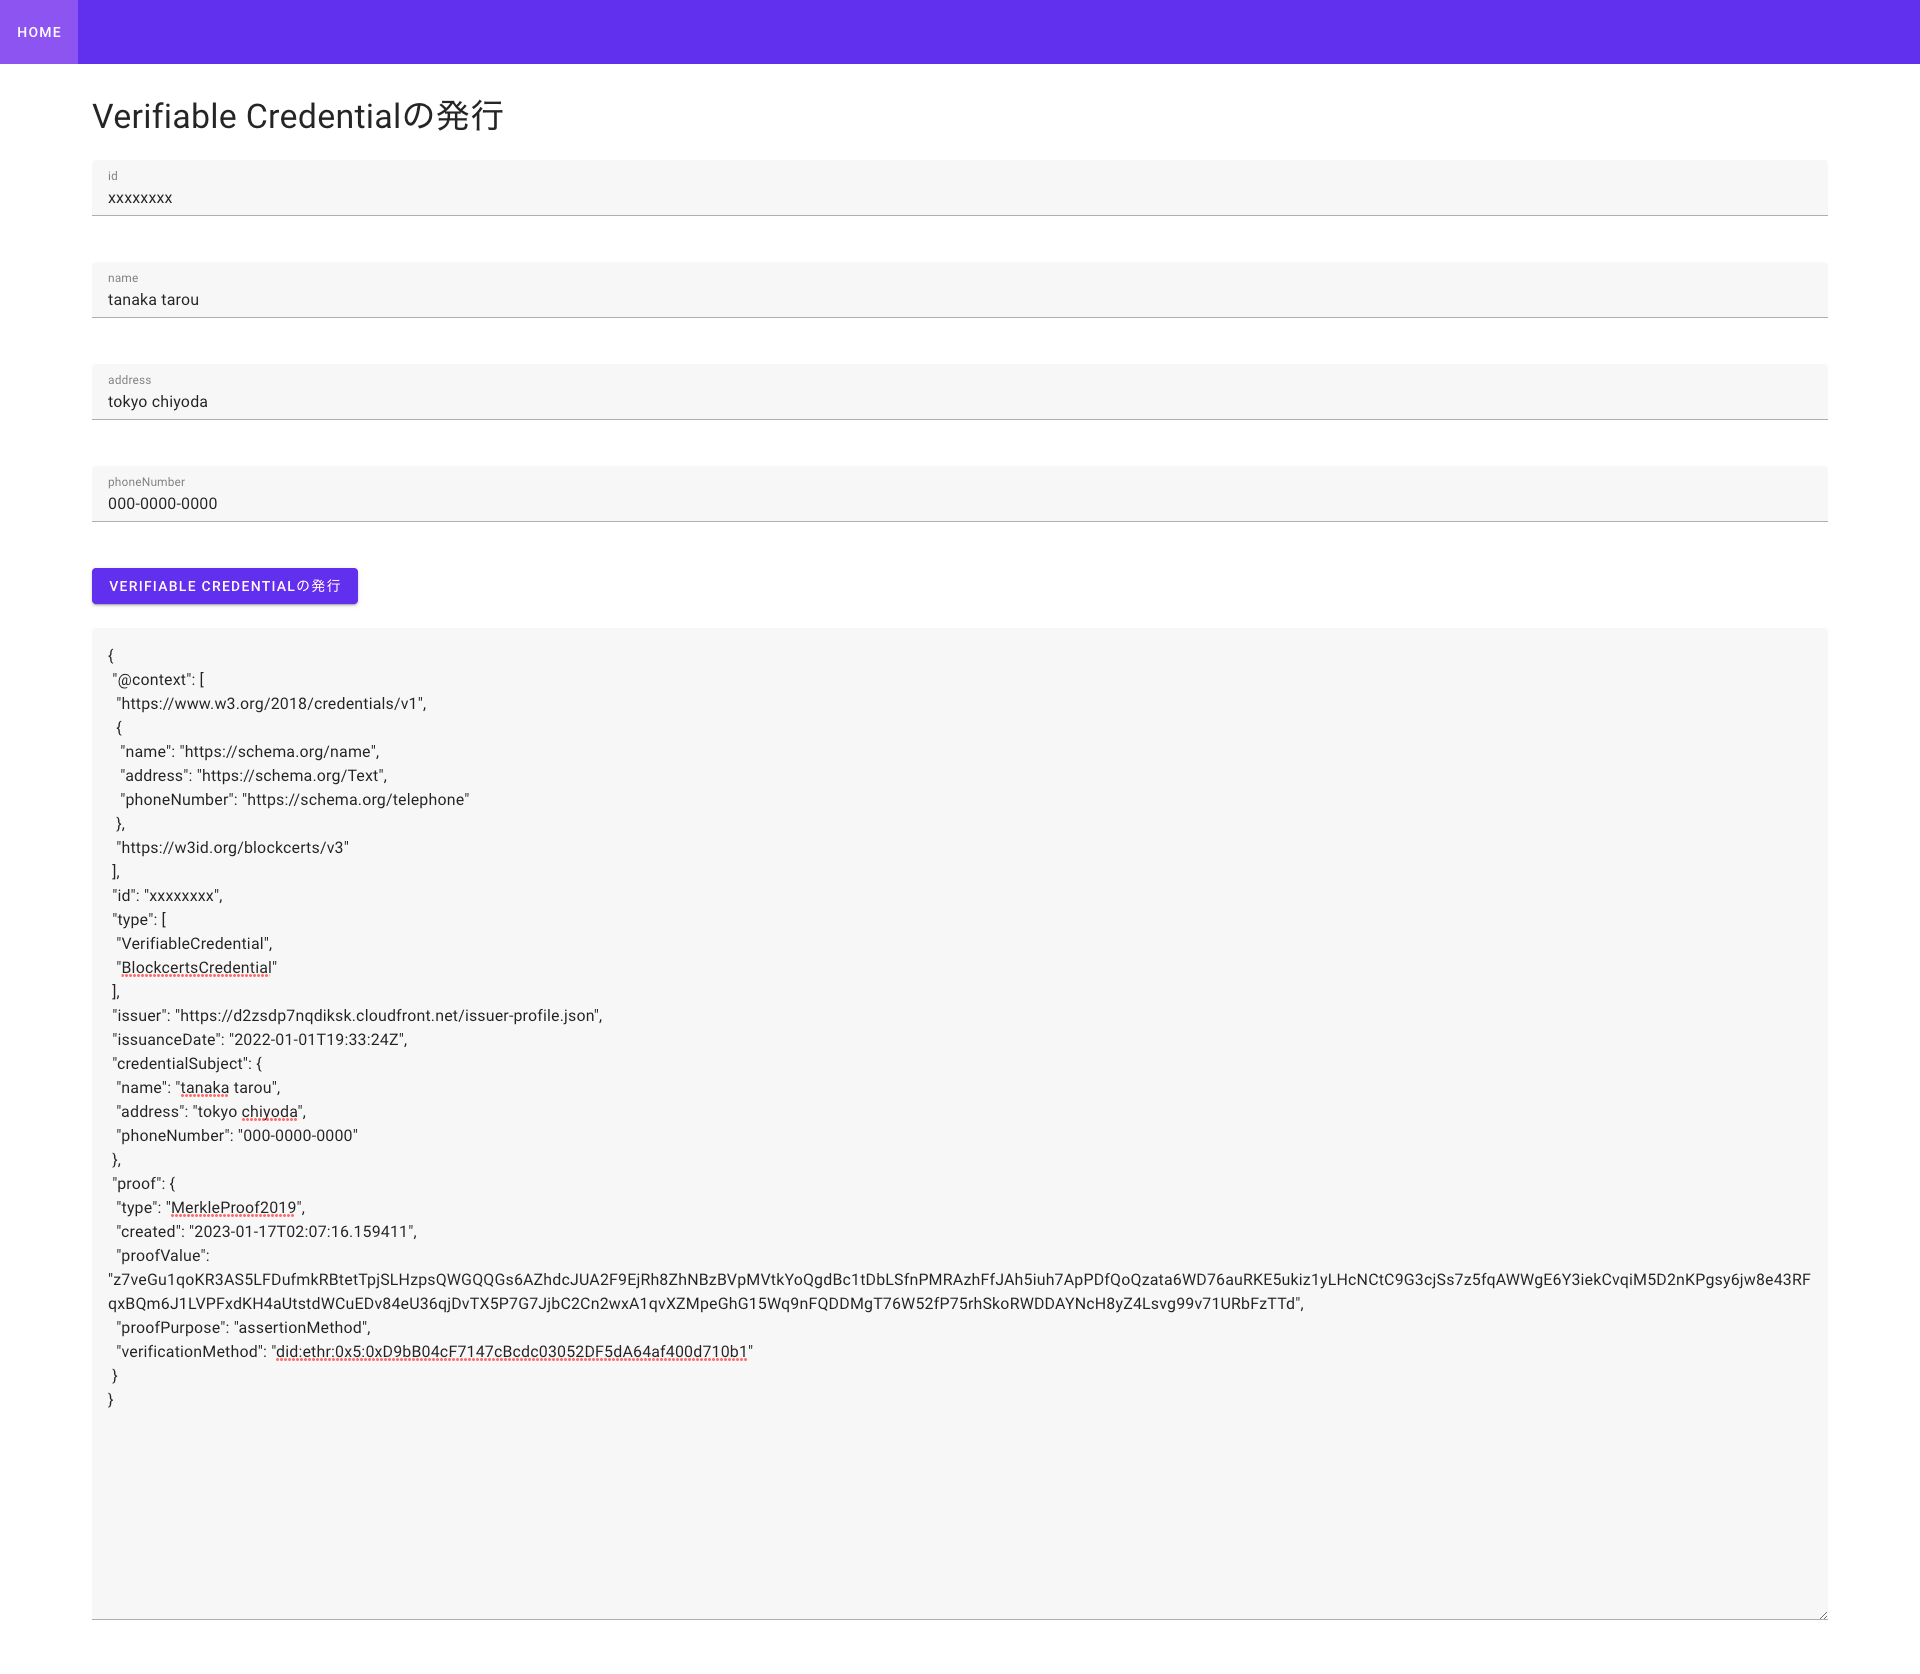 HOME
Verifiable Credentialの発行
id
xxxxxxxx
name
tanaka tarou
address
tokyo chiyoda
phoneNumber
000-0000-0000
VERIFIABLE CREDENTIALの発行
{
"@context": [
"https://www.w3.org/2018/credentials/v1",
{
"name": "https://schema.org/name",
"address": "https://schema.org/Text",
"phoneNumber": "https://schema.org/telephone"
},
"https://w3id.org/blockcerts/v3"
],
"id": "xxxxxxxx",
"type": [
"VerifiableCredential",
"BlockcertsCredential"
],
"issuer": "https://d2zsdp7nqdiksk.cloudfront.net/issuer-profile.json",
"issuanceDate": "2022-01-01T19:33:24Z",
"credentialSubject": {
"name": "tanaka tarou",
"address": "tokyo chiyoda",
"phoneNumber": "000-0000-0000"
},
"proof": {
"type": "MerkleProof2019",
"created": "2023-01-17T02:07:16.159411",
"proofValue":
"z7veGu1qoKR3AS5LFDufmkRBtetTpjSLHzpsQWGQQGs6AZhdcJUA2F9EjRh8ZhNBzBVpMVtkYoQgdBc1tDbLSfnPMRAzhFfJAh5iuh7ApPDfQoQzata6WD76auRKE5ukiz1yLHcNCtC9G3cjSs7z5fqAWWgE6Y3iekCvqiM5D2nKPgsy6jw8e43RF
qxBQm6J1LVPFxdKH4aUtstdWCuEDv84eU36qjDvTX5P7G7JjbC2Cn2wxA1qvXZMpeGhG15Wq9nFQDDMgT76W52fP75rhSkoRWDDAYNcH8yZ4Lsvg99v71URbFzTTd",
"proofPurpose": "assertionMethod",
"verificationMethod": "did:ethr:0x5:0xD9bB04cF7147cBcdc03052DF5dA64af400d710b1"
}
}